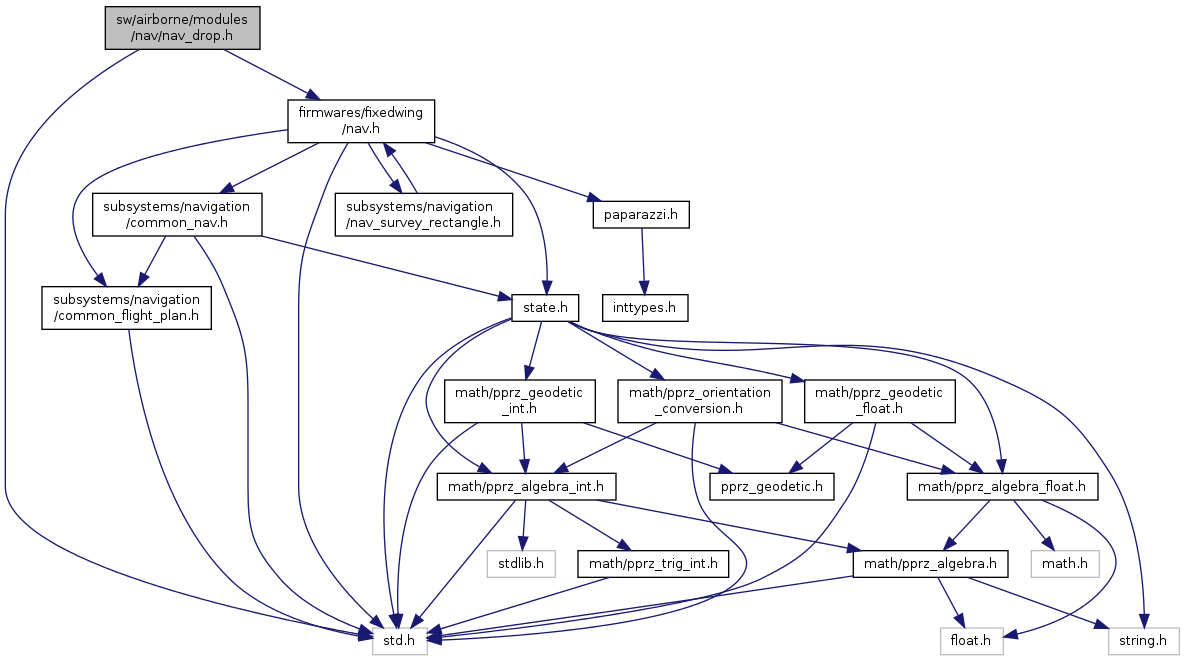 sw/airborne/modules
/nav/nav_drop.h
firmwares/fixedwing
/nav.h
subsystems/navigation
/common_nav.h
subsystems/navigation
/nav_survey_rectangle.h
paparazzi.h
subsystems/navigation
/common_flight_plan.h
state.h
inttypes.h
math/pprz_geodetic
_int.h
math/pprz_orientation
_conversion.h
math/pprz_geodetic
_float.h
math/pprz_algebra_int.h
pprz_geodetic.h
math/pprz_algebra_float.h
stdlib.h
math/pprz_trig_int.h
math/pprz_algebra.h
math.h
std.h
float.h
string.h